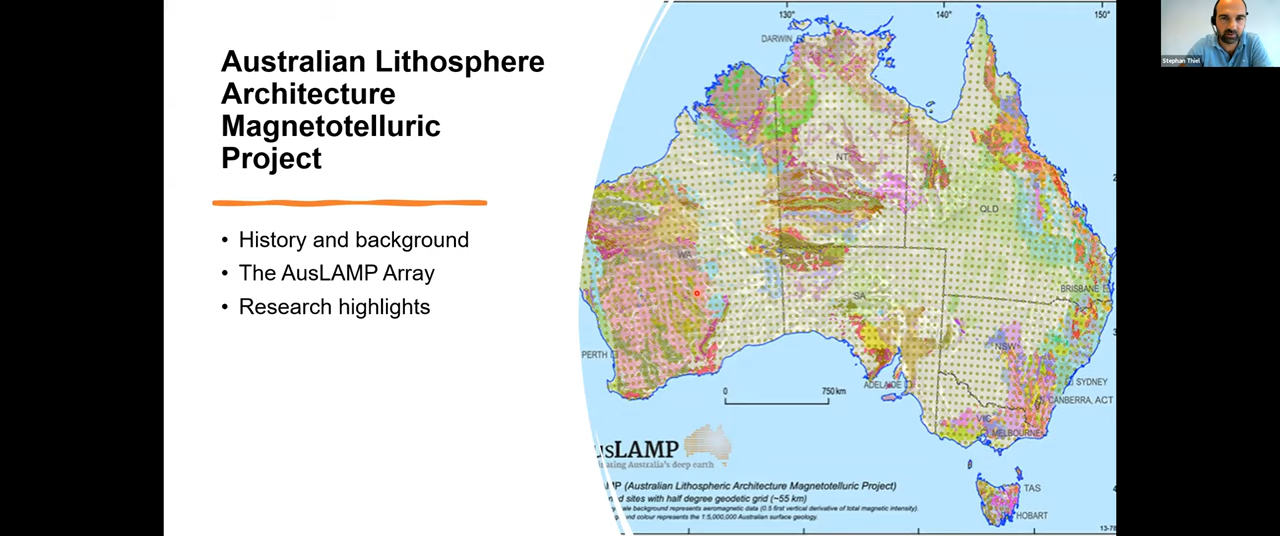 Australian Lithosphere
Architecture
Magnetotelluric
Project
• History and background
• The AusLAMP Array
• Research highlights
130°
140°
150°
DARWIN
NT
QLD
WA
SA
BRISBANE
NSW
PERTH
ADELAIDE
SYDNEY
CANBERRA, ACT
VIC
MELBOURNE
0
750 km
usLAMP
ating Australia's deep earth
MP (Australian Lithospheric Architecture Magnetotelluric Project)
d sites with half degree geodetic grid (~55 km)
ale background represents aeromagnetic data (0.5 first vertical derivative of total magnetic intensity).
and colour represents the 1:5,000,000 Australian surface geology.
TAS
HOBART
13-78
Stephan Thiel